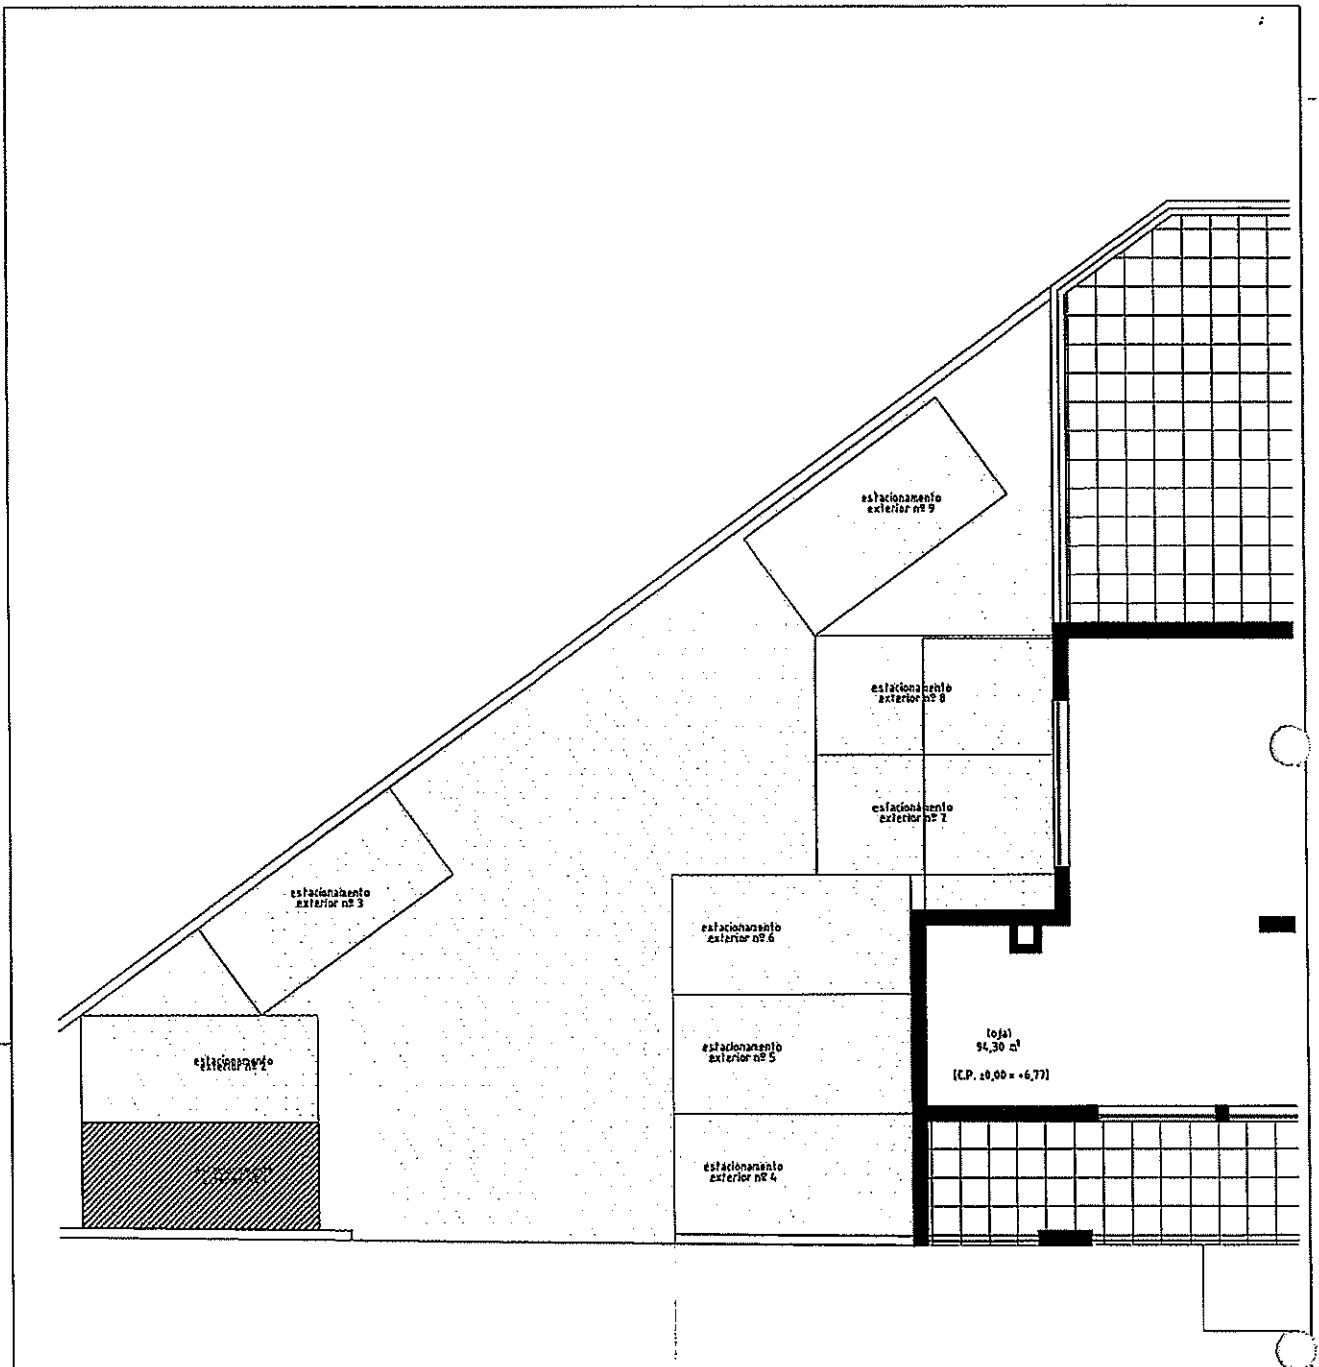 estacionamento
exterior nº 9
estacionamento
exterior nº 8
estacionamento
exterior nº 7
estacionamento
exterior nº 3
estacionamento
exterior nº 6
estacionamento
exterior nº 5
loja1
94,30 m²
(C.P. ±0,00 = +6,77)
estacionamento
exterior nº 2
estacionamento
exterior nº 4